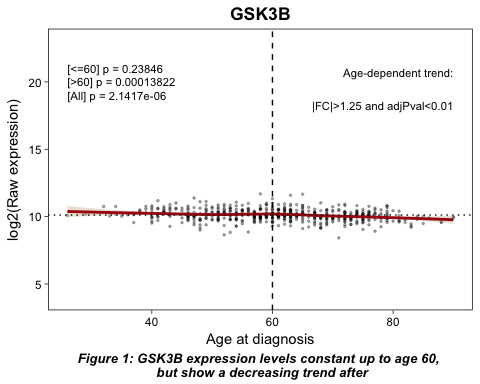 GSK3B
[<=60] p = 0.23846
[>60] p = 0.00013822
[All] p = 2.1417e-06
Age-dependent trend:
|FC|>1.25 and adjPval<0.01
log2(Raw expression)
20
15
10
5
40
60
80
Age at diagnosis
Figure 1: GSK3B expression levels constant up to age 60,
but show a decreasing trend after